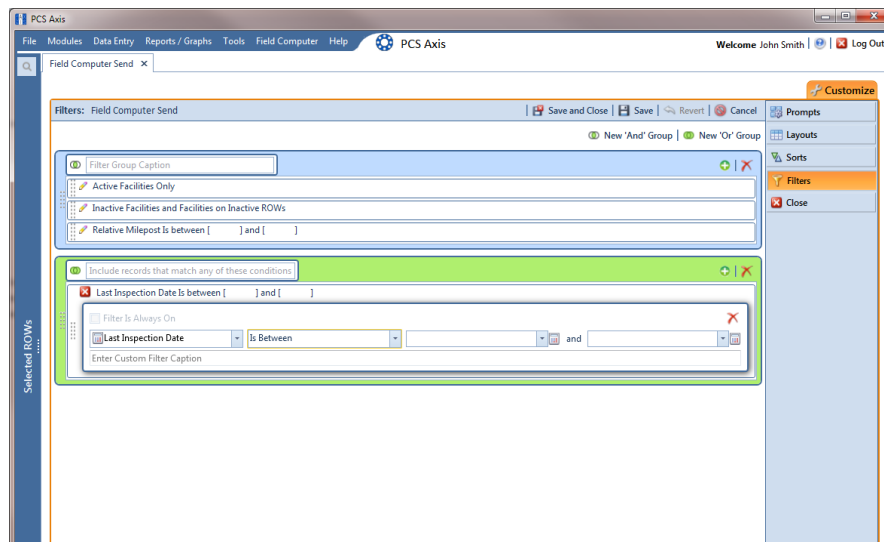 PCS Axis
File Modules Data Entry Reports / Graphs Tools Field Computer Help PCS Axis Welcome John Smith | | Log Out
Field Computer Send
Customize
Filters: Field Computer Send | Save and Close | Save | Revert | Cancel
Prompts
New 'And' Group | New 'Or' Group
Layouts
Filter Group Caption
Sorts
Active Facilities Only
Filters
Inactive Facilities and Facilities on Inactive ROWs
Close
Relative Milepost Is between [ ] and [ ]
Include records that match any of these conditions
Last Inspection Date Is between [ ] and [ ]
Filter Is Always On
Last Inspection Date Is Between and
Enter Custom Filter Caption
Selected ROWs